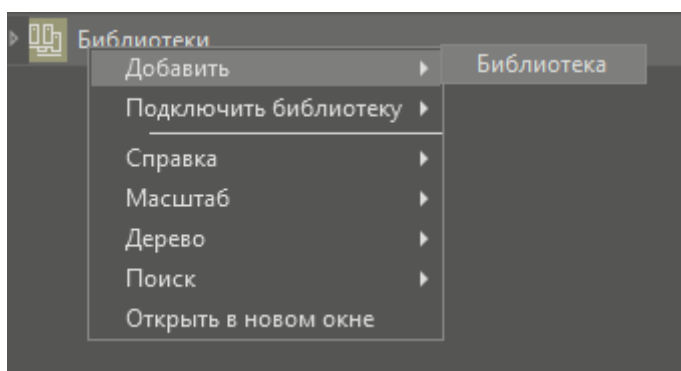 Библиотеки
Добавить
Библиотека
Подключить библиотеку
Справка
Масштаб
Дерево
Поиск
Открыть в новом окне